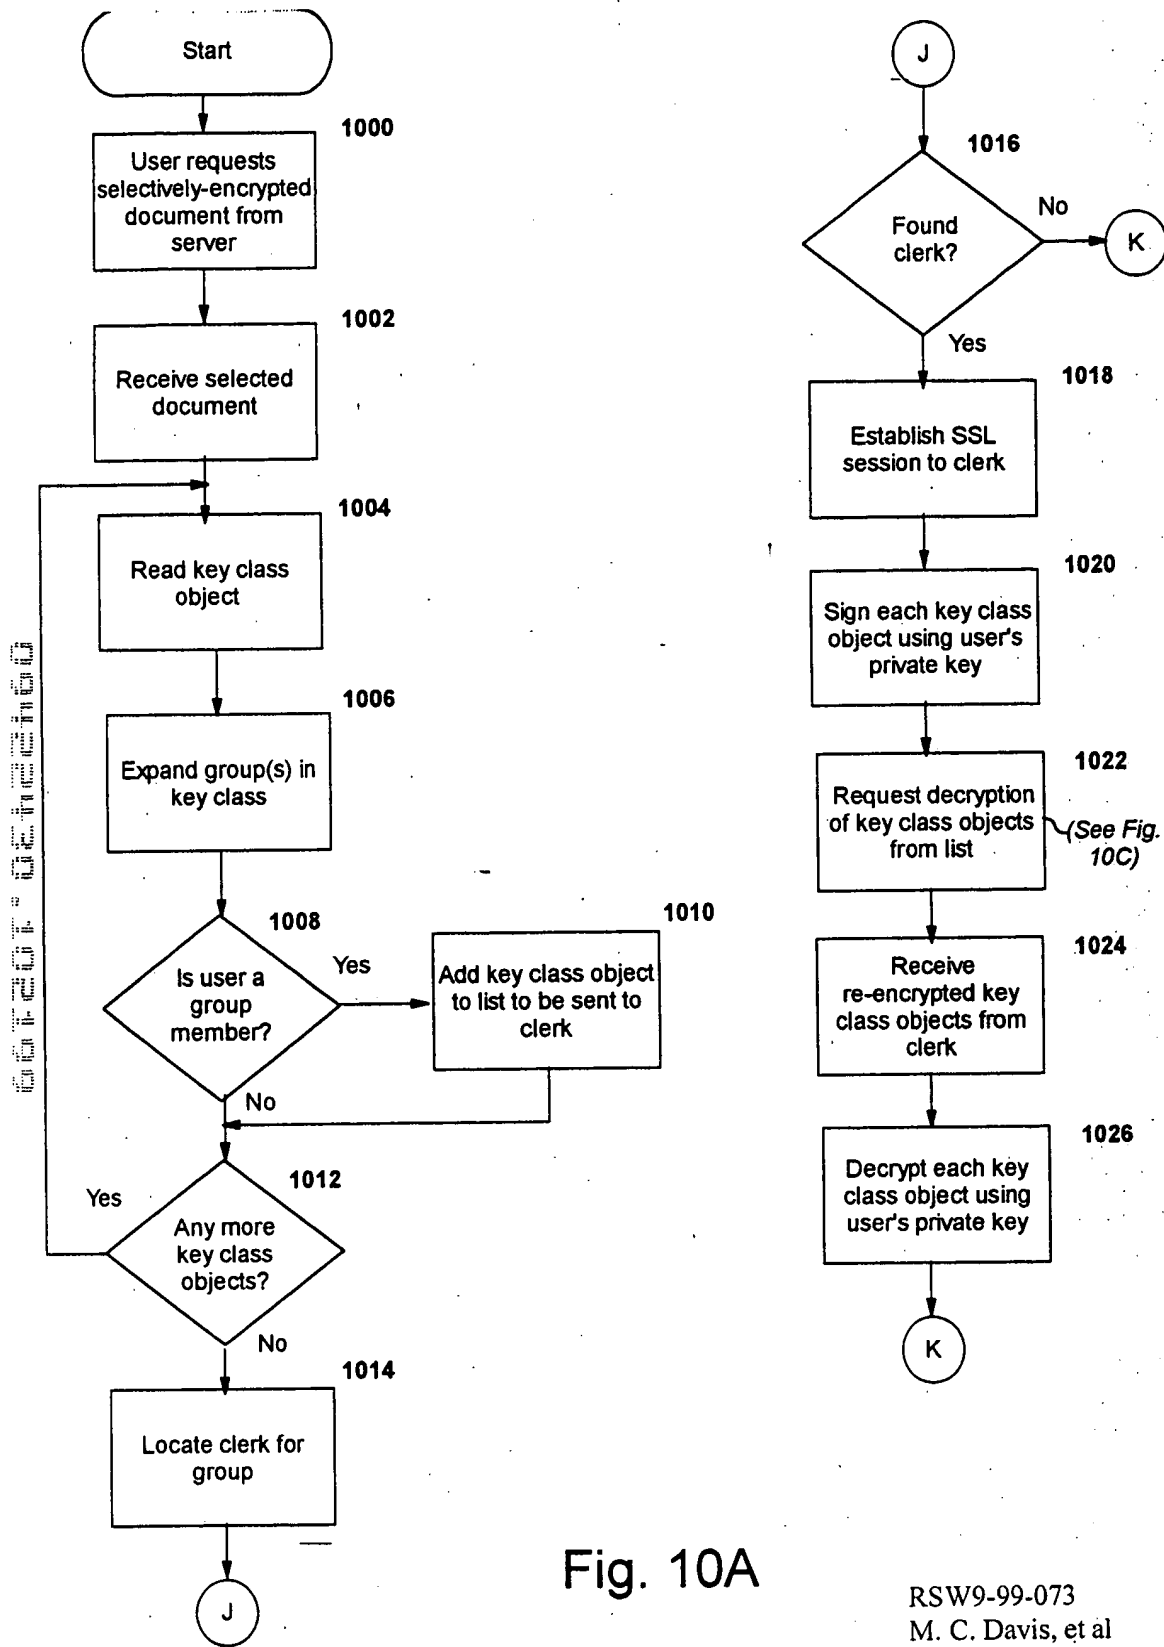 Start
1000
User requests
selectively-encrypted
document from
server
1002
Receive selected
document
1004
Read key class
object
1006
Expand group(s) in
key class
1008
Is user a
group
member?
Yes
No
1010
Add key class object
to list to be sent to
clerk
1012
Any more
key class
objects?
Yes
No
1014
Locate clerk for
group
J
J
1016
Found
clerk?
No
K
Yes
1018
Establish SSL
session to clerk
1020
Sign each key class
object using user's
private key
1022
Request decryption
of key class objects
from list
(See Fig.
10C)
1024
Receive
re-encrypted key
class objects from
clerk
1026
Decrypt each key
class object using
user's private key
K
Fig. 10A
RSW9-99-073
M. C. Davis, et al